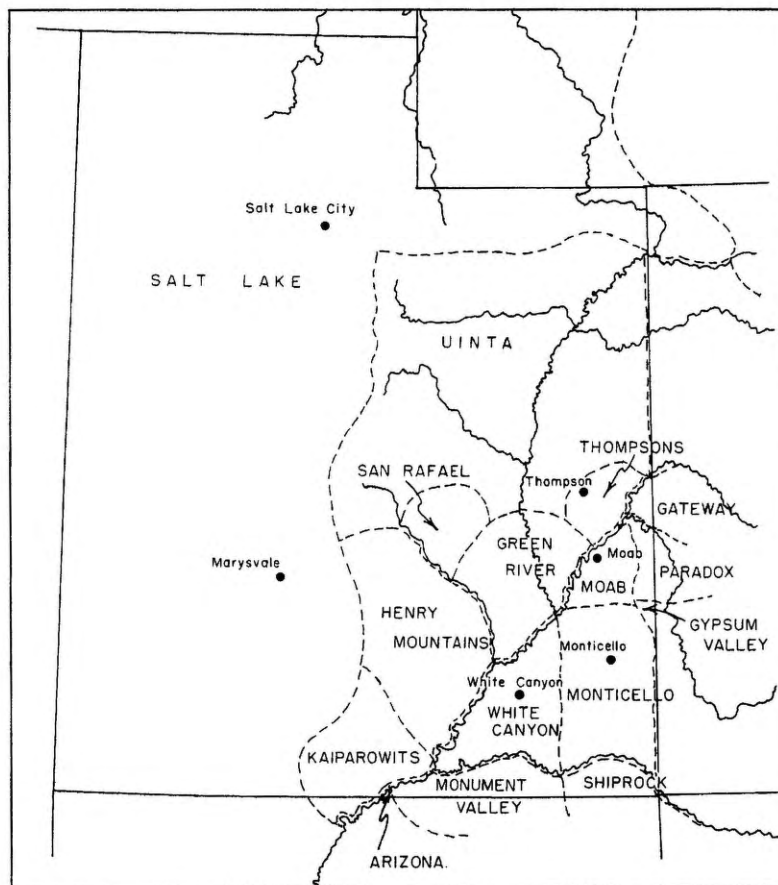 Salt Lake City
SALT LAKE
UINTA
THOMPSONS
SAN RAFAEL
Thompson
GATEWAY
GREEN
RIVER
Moab
Marysvale
MOAB
PARADOX
HENRY
MOUNTAINS
GYPSUM
VALLEY
Monticello
White Canyon
MONTICELLO
WHITE
CANYON
KAIPAROWITS
MONUMENT
VALLEY
SHIPROCK
ARIZONA.